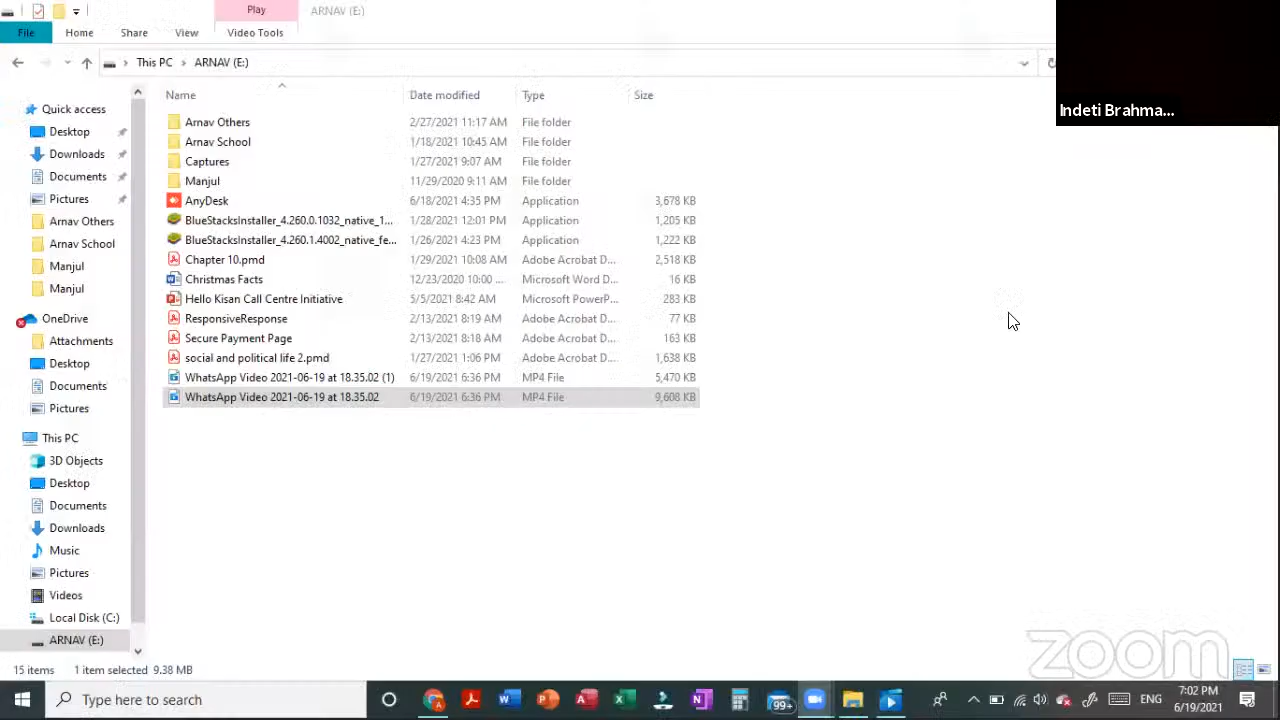 Play
ARNAV (E:)
File Home Share View Video Tools
This PC ARNAV (E:)
Indeti Brahma...
Name Date modified Type Size
Arnav Others 2/27/2021 11:17 AM File folder
Arnav School 1/18/2021 10:45 AM File folder
Captures 1/27/2021 9:07 AM File folder
Manjul 11/29/2020 9:11 AM File folder
AnyDesk 6/18/2021 4:35 PM Application 3,678 KB
BlueStacksInstaller_4.260.0.1032_native_1... 1/28/2021 12:01 PM Application 1,205 KB
BlueStacksInstaller_4.260.1.4002_native_fe... 1/26/2021 4:23 PM Application 1,222 KB
Chapter 10.pmd 1/29/2021 10:08 AM Adobe Acrobat D... 2,518 KB
Christmas Facts 12/23/2020 10:00 ... Microsoft Word D... 16 KB
Hello Kisan Call Centre Initiative 5/5/2021 8:42 AM Microsoft PowerP... 283 KB
ResponsiveResponse 2/13/2021 8:19 AM Adobe Acrobat D... 77 KB
Secure Payment Page 2/13/2021 8:18 AM Adobe Acrobat D... 163 KB
social and political life 2.pmd 1/27/2021 1:06 PM Adobe Acrobat D... 1,638 KB
WhatsApp Video 2021-06-19 at 18.35.02 (1) 6/19/2021 6:36 PM MP4 File 5,470 KB
WhatsApp Video 2021-06-19 at 18.35.02 6/19/2021 6:36 PM MP4 File 9,608 KB
Quick access
Desktop
Downloads
Documents
Pictures
Arnav Others
Arnav School
Manjul
Manjul
OneDrive
Attachments
Desktop
Documents
Pictures
This PC
3D Objects
Desktop
Documents
Downloads
Music
Pictures
Videos
Local Disk (C:)
ARNAV (E:)
zoom
15 items 1 item selected 9.38 MB
Type here to search
99+
ENG
7:02 PM
6/19/2021